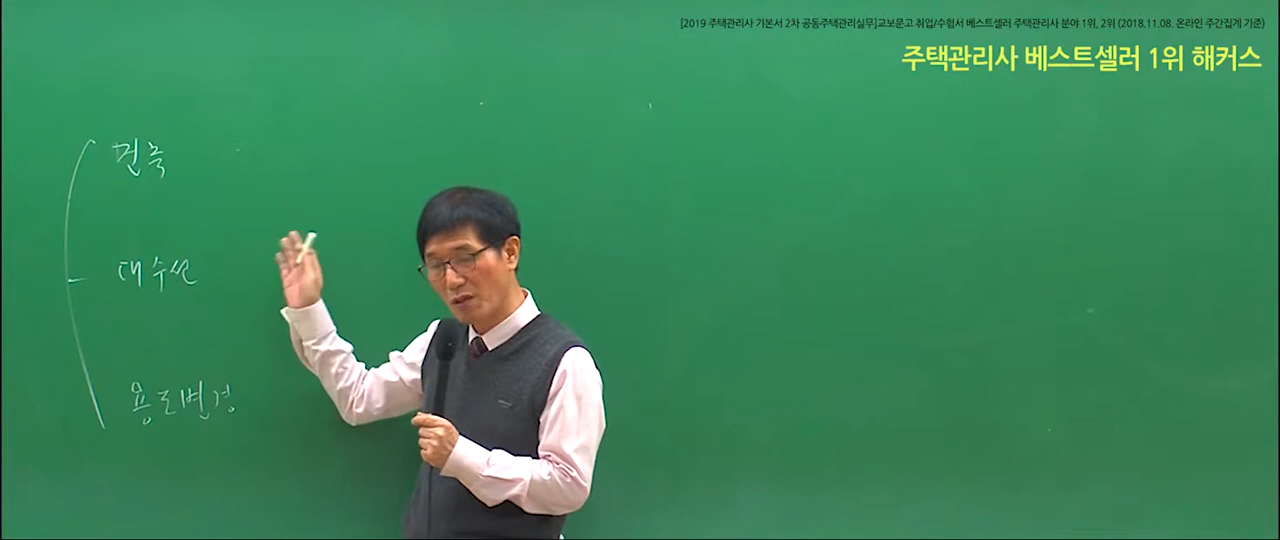 [2019 주택관리사 기본서 2차 공동주택관리실무]교보문고 취업/수험서 베스트셀러 주택관리사 분야 1위, 2위 (2018.11.08. 온라인 주간집계 기준)
주택관리사 베스트셀러 1위 해커스
건축
대수선
용도변경